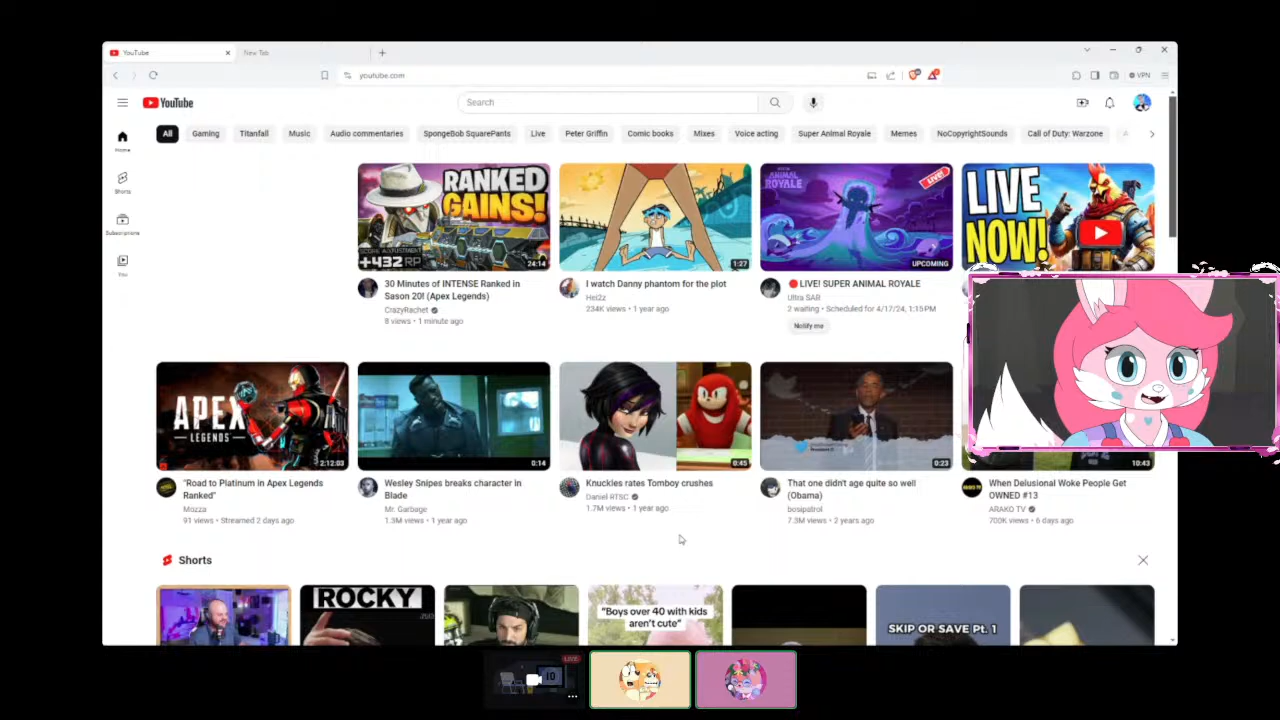 YouTube
New Tab
youtube.com
VPN
YouTube
Search
All
Gaming
Titanfall
Music
Audio commentaries
SpongeBob SquarePants
Live
Peter Griffin
Comic books
Mixes
Voice acting
Super Animal Royale
Memes
NoCopyrightSounds
Call of Duty: Warzone
Home
Shorts
Subscriptions
You
RANKED
GAINS!
+432 RP
24:14
30 Minutes of INTENSE Ranked in
Sason 20! (Apex Legends)
CrazyRachet
8 views • 1 minute ago
1:27
I watch Danny phantom for the plot
Hei2z
234K views • 1 year ago
ANIMAL
ROYALE
LIVE!
UPCOMING
🔴LIVE! SUPER ANIMAL ROYALE
Ultra SAR
2 waiting • Scheduled for 4/17/24, 1:15PM
Notify me
LIVE
NOW!
APEX
LEGENDS
2:12:03
"Road to Platinum in Apex Legends
Ranked"
Mozza
91 views • Streamed 2 days ago
0:14
Wesley Snipes breaks character in
Blade
Mr. Garbage
1.3M views • 1 year ago
0:45
Knuckles rates Tomboy crushes
Daniel RTSC
1.7M views • 1 year ago
0:23
That one didn't age quite so well
(Obama)
bosipatrol
7.3M views • 2 years ago
10:43
When Delusional Woke People Get
OWNED #13
ARAKO TV
700K views • 6 days ago
Shorts
ROCKY
"Boys over 40 with kids
aren't cute"
SKIP OR SAVE Pt. 1
LIVE
10